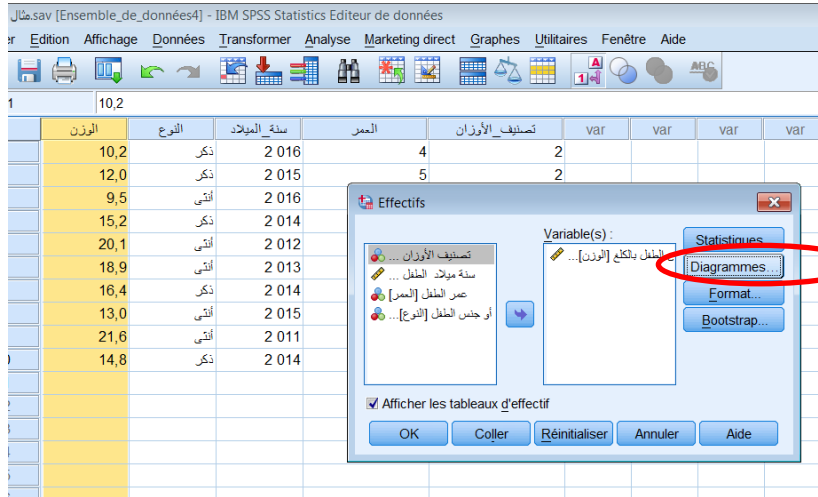 مثال.sav [Ensemble_de_données4] - IBM SPSS Statistics Editeur de données
er Edition Affichage Données Transformer Analyse Marketing direct Graphes Utilitaires Fenêtre Aide
1 10,2
الوزن النوع سنة_الميلاد العمر تصنيف_الأوزان var var var var
10,2 ذكر 2 016 4 2
12,0 ذكر 2 015 5 2
9,5 أنثى 2 016
15,2 ذكر 2 014
20,1 أنثى 2 012
18,9 أنثى 2 013
16,4 ذكر 2 014
13,0 أنثى 2 015
21,6 أنثى 2 011
14,8 ذكر 2 014
Effectifs
Variable(s) :
تصنيف الأوزان ...
سنة ميلاد الطفل ...
عمر الطفل [العمر]
أو جنس الطفل [النوع]...
الطفل بالكلغ [الوزن]...
Statistiques...
Diagrammes...
Format...
Bootstrap...
Afficher les tableaux d'effectif
OK Coller Réinitialiser Annuler Aide